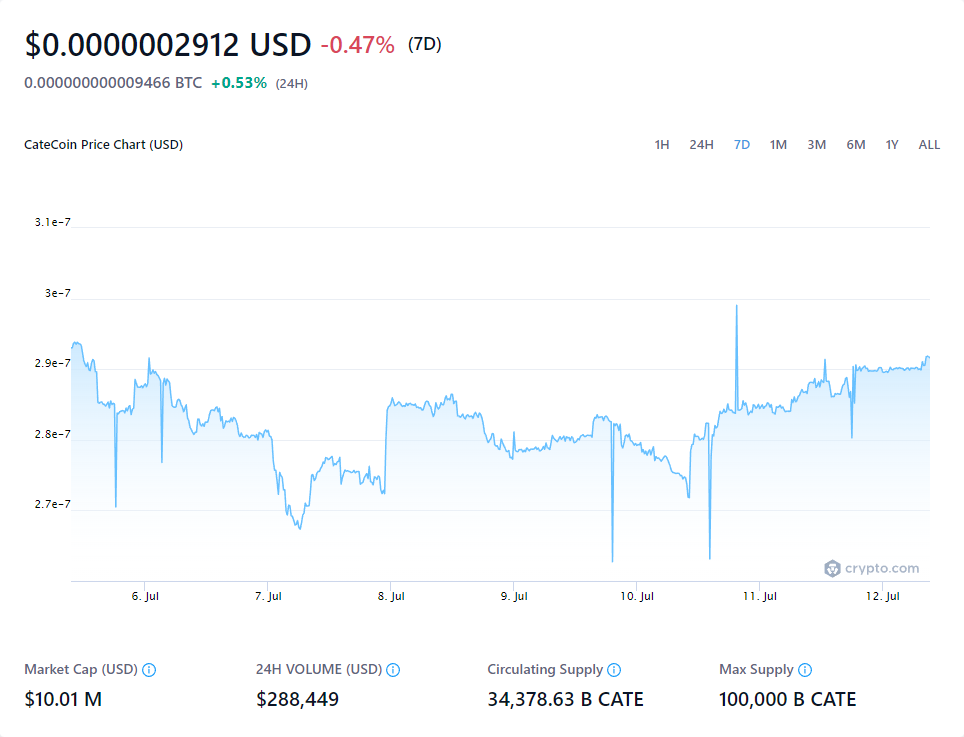 $0.0000002912 USD -0.47% (7D)
0.000000000009466 BTC +0.53% (24H)
CateCoin Price Chart (USD) 1H 24H 7D 1M 3M 6M 1Y ALL
3.1e-7
3e-7
2.9e-7
2.8e-7
2.7e-7
crypto.com
6. Jul 7. Jul 8. Jul 9. Jul 10. Jul 11. Jul 12. Jul
Market Cap (USD) 24H VOLUME (USD) Circulating Supply Max Supply
$10.01 M $288,449 34,378.63 B CATE 100,000 B CATE